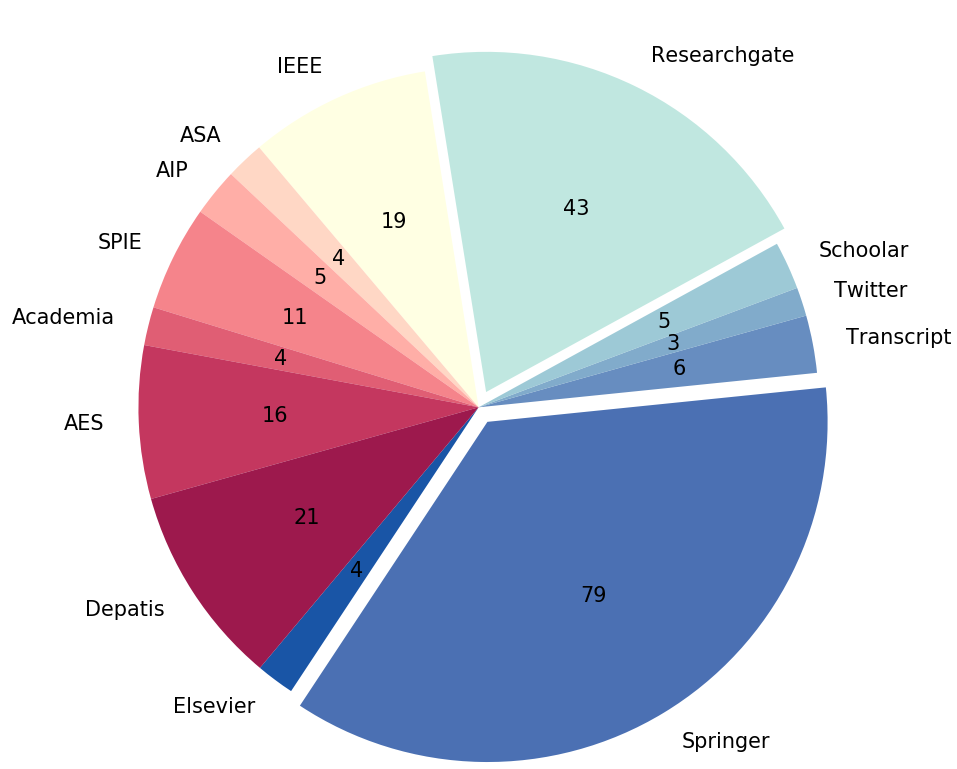 Researchgate
43
IEEE
19
ASA
4
AIP
5
SPIE
11
Academia
4
AES
16
Depatis
21
Elsevier
4
Springer
79
Transcript
6
Twitter
3
Schoolar
5